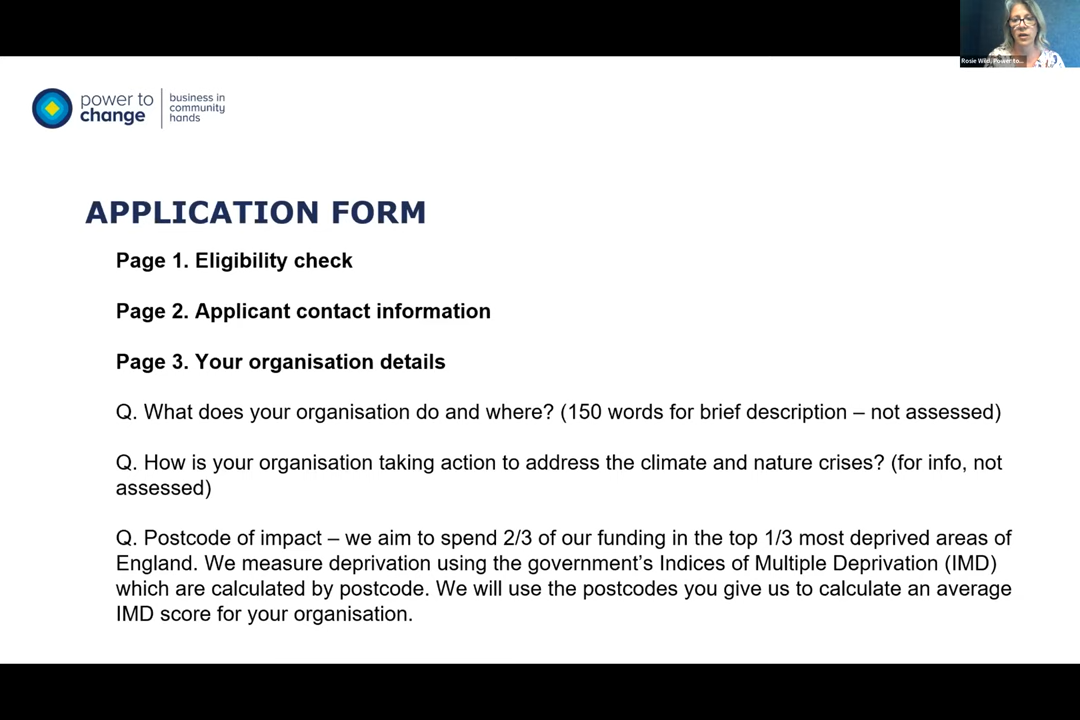 Rosie Wild, Power to...
power to
change
business in
community
hands
APPLICATION FORM
Page 1. Eligibility check
Page 2. Applicant contact information
Page 3. Your organisation details
Q. What does your organisation do and where? (150 words for brief description – not assessed)
Q. How is your organisation taking action to address the climate and nature crises? (for info, not
assessed)
Q. Postcode of impact – we aim to spend 2/3 of our funding in the top 1/3 most deprived areas of
England. We measure deprivation using the government’s Indices of Multiple Deprivation (IMD)
which are calculated by postcode. We will use the postcodes you give us to calculate an average
IMD score for your organisation.